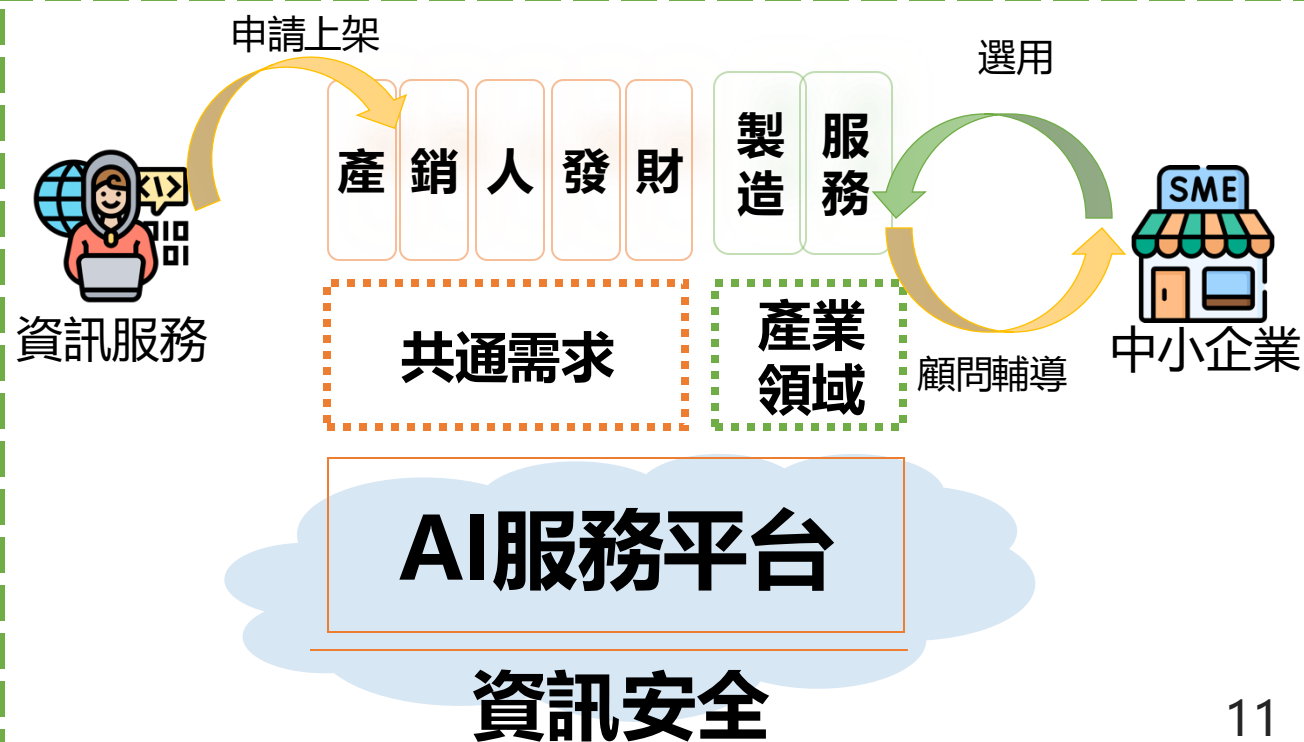 申請上架
選用
產 銷 人 發 財
製造
服務
SME
</>
010
01
資訊服務
共通需求
產業
領域
顧問輔導
中小企業
AI服務平台
資訊安全
11